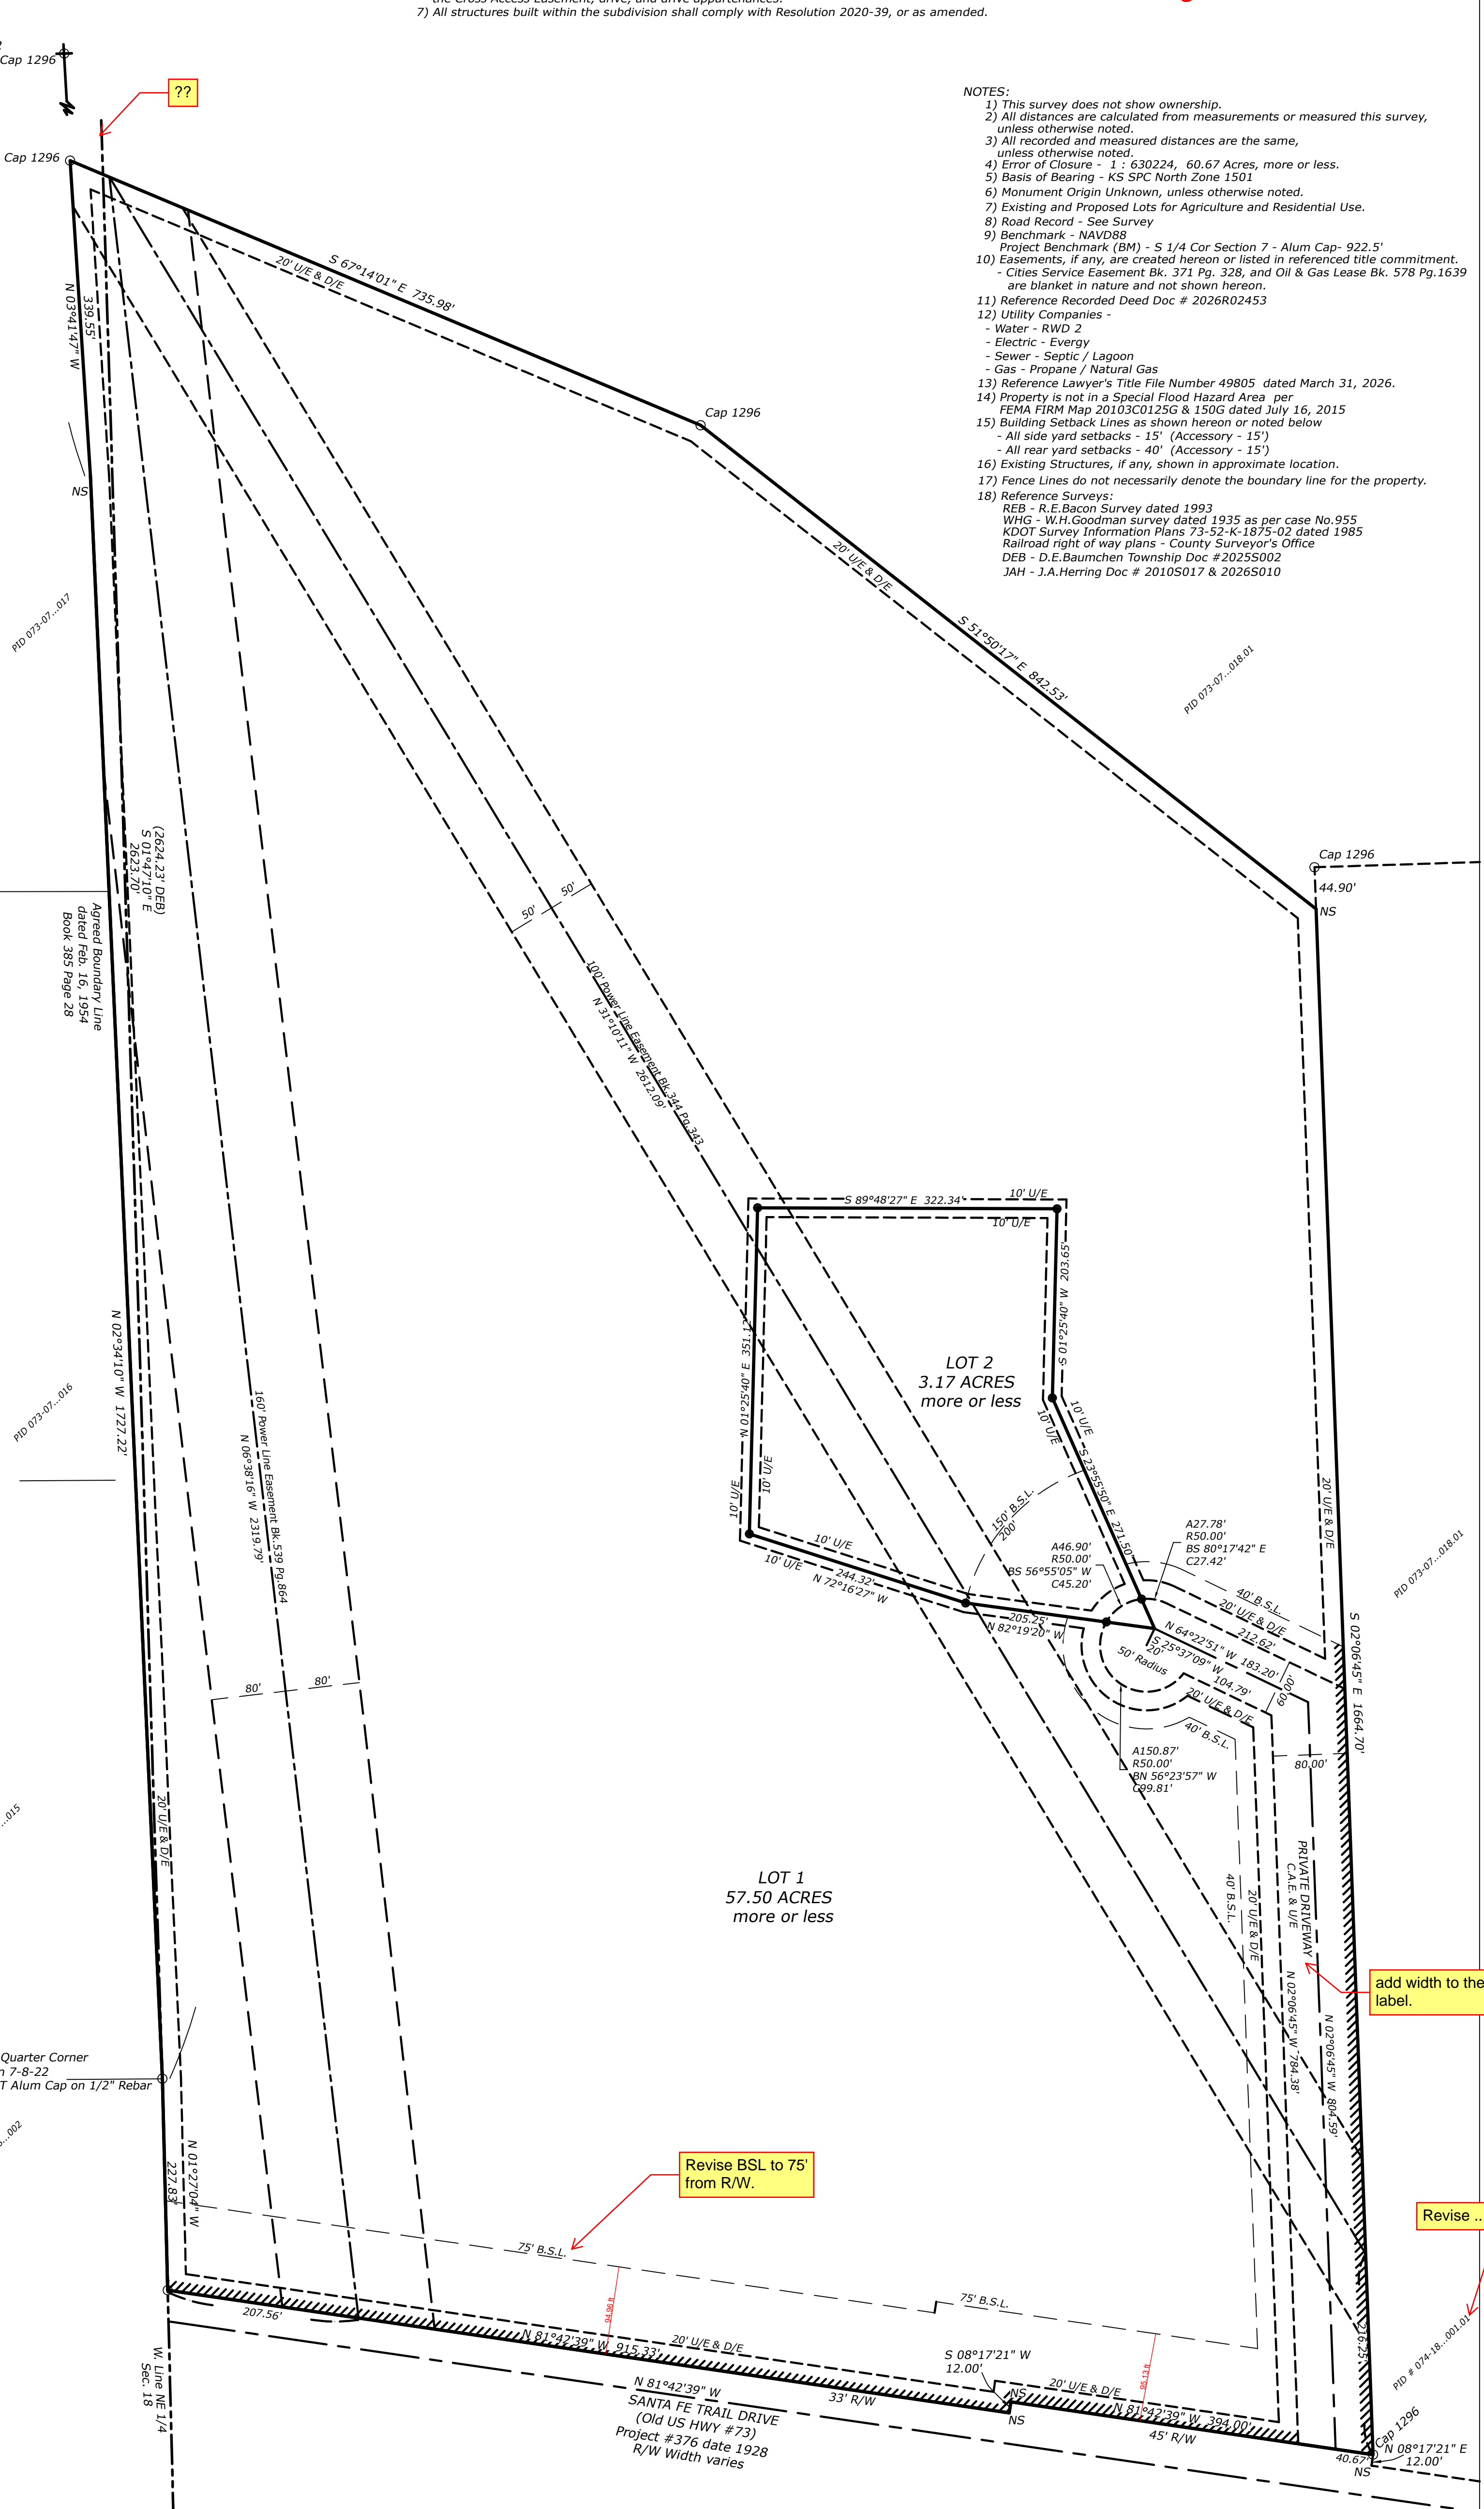 7) All structures built within the subdivision shall comply with Resolution 2020-39, or as amended.
Cap 1296
??
Cap 1296
NOTES:
1) This survey does not show ownership.
2) All distances are calculated from measurements or measured this survey,
unless otherwise noted.
3) All recorded and measured distances are the same,
unless otherwise noted.
4) Error of Closure - 1 : 630224, 60.67 Acres, more or less.
5) Basis of Bearing - KS SPC North Zone 1501
6) Monument Origin Unknown, unless otherwise noted.
7) Existing and Proposed Lots for Agriculture and Residential Use.
8) Road Record - See Survey
9) Benchmark - NAVD88
Project Benchmark (BM) - S 1/4 Cor Section 7 - Alum Cap- 922.5'
10) Easements, if any, are created hereon or listed in referenced title commitment.
- Cities Service Easement Bk. 371 Pg. 328, and Oil & Gas Lease Bk. 578 Pg.1639
are blanket in nature and not shown hereon.
11) Reference Recorded Deed Doc # 2026R02453
12) Utility Companies -
- Water - RWD 2
- Electric - Evergy
- Sewer - Septic / Lagoon
- Gas - Propane / Natural Gas
13) Reference Lawyer's Title File Number 49805 dated March 31, 2026.
14) Property is not in a Special Flood Hazard Area per
FEMA FIRM Map 20103C0125G & 150G dated July 16, 2015
15) Building Setback Lines as shown hereon or noted below
- All side yard setbacks - 15' (Accessory - 15')
- All rear yard setbacks - 40' (Accessory - 15')
16) Existing Structures, if any, shown in approximate location.
17) Fence Lines do not necessarily denote the boundary line for the property.
18) Reference Surveys:
REB - R.E.Bacon Survey dated 1993
WHG - W.H.Goodman survey dated 1935 as per case No.955
KDOT Survey Information Plans 73-52-K-1875-02 dated 1985
Railroad right of way plans - County Surveyor's Office
DEB - D.E.Baumchen Township Doc #2025S002
JAH - J.A.Herring Doc # 2010S017 & 2026S010
S 67°14'01" E 735.98'
20' U/E & D/E
339.55'
N 03°41'47" W
NS
Cap 1296
20' U/E & D/E
S 51°50'17" E 842.53'
PID 073-07...017
PID 073-07...018.01
Cap 1296
44.90'
NS
(2624.23' DEB)
S 01°47'10" E
2623.70'
Agreed Boundary Line
dated Feb. 16, 1954
Book 385 Page 28
50'
50'
100' Power Line Easement Bk.344 Pg.343
N 31°10'11" W 2612.09'
S 89°48'27" E 322.34'
10' U/E
10' U/E
S 01°25'40" W 203.65'
N 01°25'40" E 351.12'
LOT 2
3.17 ACRES
more or less
N 02°34'10" W 1727.22'
PID 073-07...016
160' Power Line Easement Bk.539 Pg.864
N 06°38'16" W 2319.79'
10' U/E
10' U/E
10' U/E
10' U/E
S 23°55'50" E 271.50'
150' B.S.L.
200'
10' U/E
10' U/E
244.32'
N 72°16'27" W
A46.90'
R50.00'
BS 56°55'05" W
C45.20'
A27.78'
R50.00'
BS 80°17'42" E
C27.42'
20' U/E & D/E
PID 073-07...018.01
40' B.S.L.
20' U/E & D/E
212.62'
205.25'
N 82°19'20" W
N 64°22'51" W 183.20'
S 25°37'09" W
20'
50' Radius
104.79'
60.00'
20' U/E & D/E
40' B.S.L.
S 02°06'45" E 1664.70'
80'
80'
A150.87'
R50.00'
BN 56°23'57" W
C99.81'
80.00'
...015
20' U/E & D/E
LOT 1
57.50 ACRES
more or less
PRIVATE DRIVEWAY
C.A.E. & U/E
40' B.S.L.
20' U/E & D/E
N 02°06'45" W 784.38'
N 02°06'45" W 804.59'
add width to the
label.
Quarter Corner
7-8-22
Alum Cap on 1/2" Rebar
...002
N 01°27'04" W
227.83'
Revise BSL to 75'
from R/W.
Revise ..
75' B.S.L.
75' B.S.L.
94.96 ft
95.13 ft
207.56'
N 81°42'39" W 915.33'
20' U/E & D/E
S 08°17'21" W
12.00'
NS
NS
20' U/E & D/E
N 81°42'39" W 394.00'
216.25'
PID # 074-18...001.01
W. Line NE 1/4
Sec. 18
N 81°42'39" W
33' R/W
45' R/W
SANTA FE TRAIL DRIVE
(Old US HWY #73)
Project #376 date 1928
R/W Width varies
Cap 1296
40.67'
NS
N 08°17'21" E
12.00'